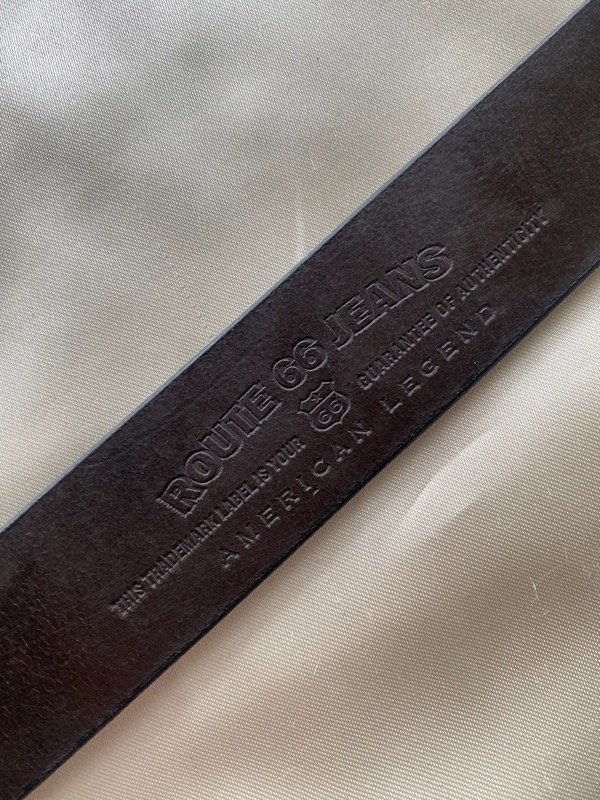 ROUTE 66 JEANS
THIS TRADEMARK LABEL IS YOUR 66 GUARANTEE OF AUTHENTICITY
AMERICAN LEGEND